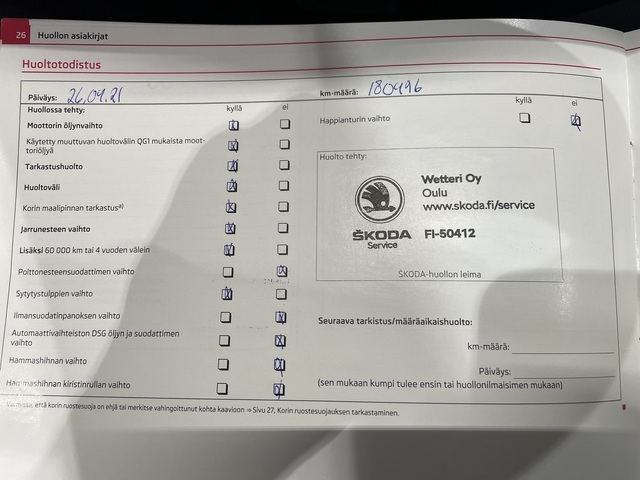 26 Huollon asiakirjat
Huoltotodistus
Päiväys: 26.04.21
km-määrä: 180496
Huollossa tehty: kyllä ei
Moottorin öljynvaihto
Käytetty muuttuvan huoltovälin QG1 mukaista moot-
toriöljyä
Tarkastushuolto
Huoltoväli
Korin maalipinnan tarkastus a)
Jarrunesteen vaihto
Lisäksi 60 000 km tai 4 vuoden välein
Polttonesteensuodattimen vaihto
Sytytystulppien vaihto
Ilmansuodatinpanoksen vaihto
Automaattivaihteiston DSG öljyn ja suodattimen
vaihto
Hammashihnan vaihto
Hammashihnan kiristinrullan vaihto
kyllä ei
Happianturin vaihto
Huolto tehty:
Wetteri Oy
Oulu
www.skoda.fi/service
ŠKODA FI-50412
Service
ŠKODA-huollon leima
Seuraava tarkistus/määräaikaishuolto:
km-määrä:
Päiväys:
(sen mukaan kumpi tulee ensin tai huollonilmaisimen mukaan)
että korin ruostesuoja on ehjä tai merkitse vahingoittunut kohta kaavioon ⇒ Sivu 27, Korin ruostesuojauksen tarkastaminen.